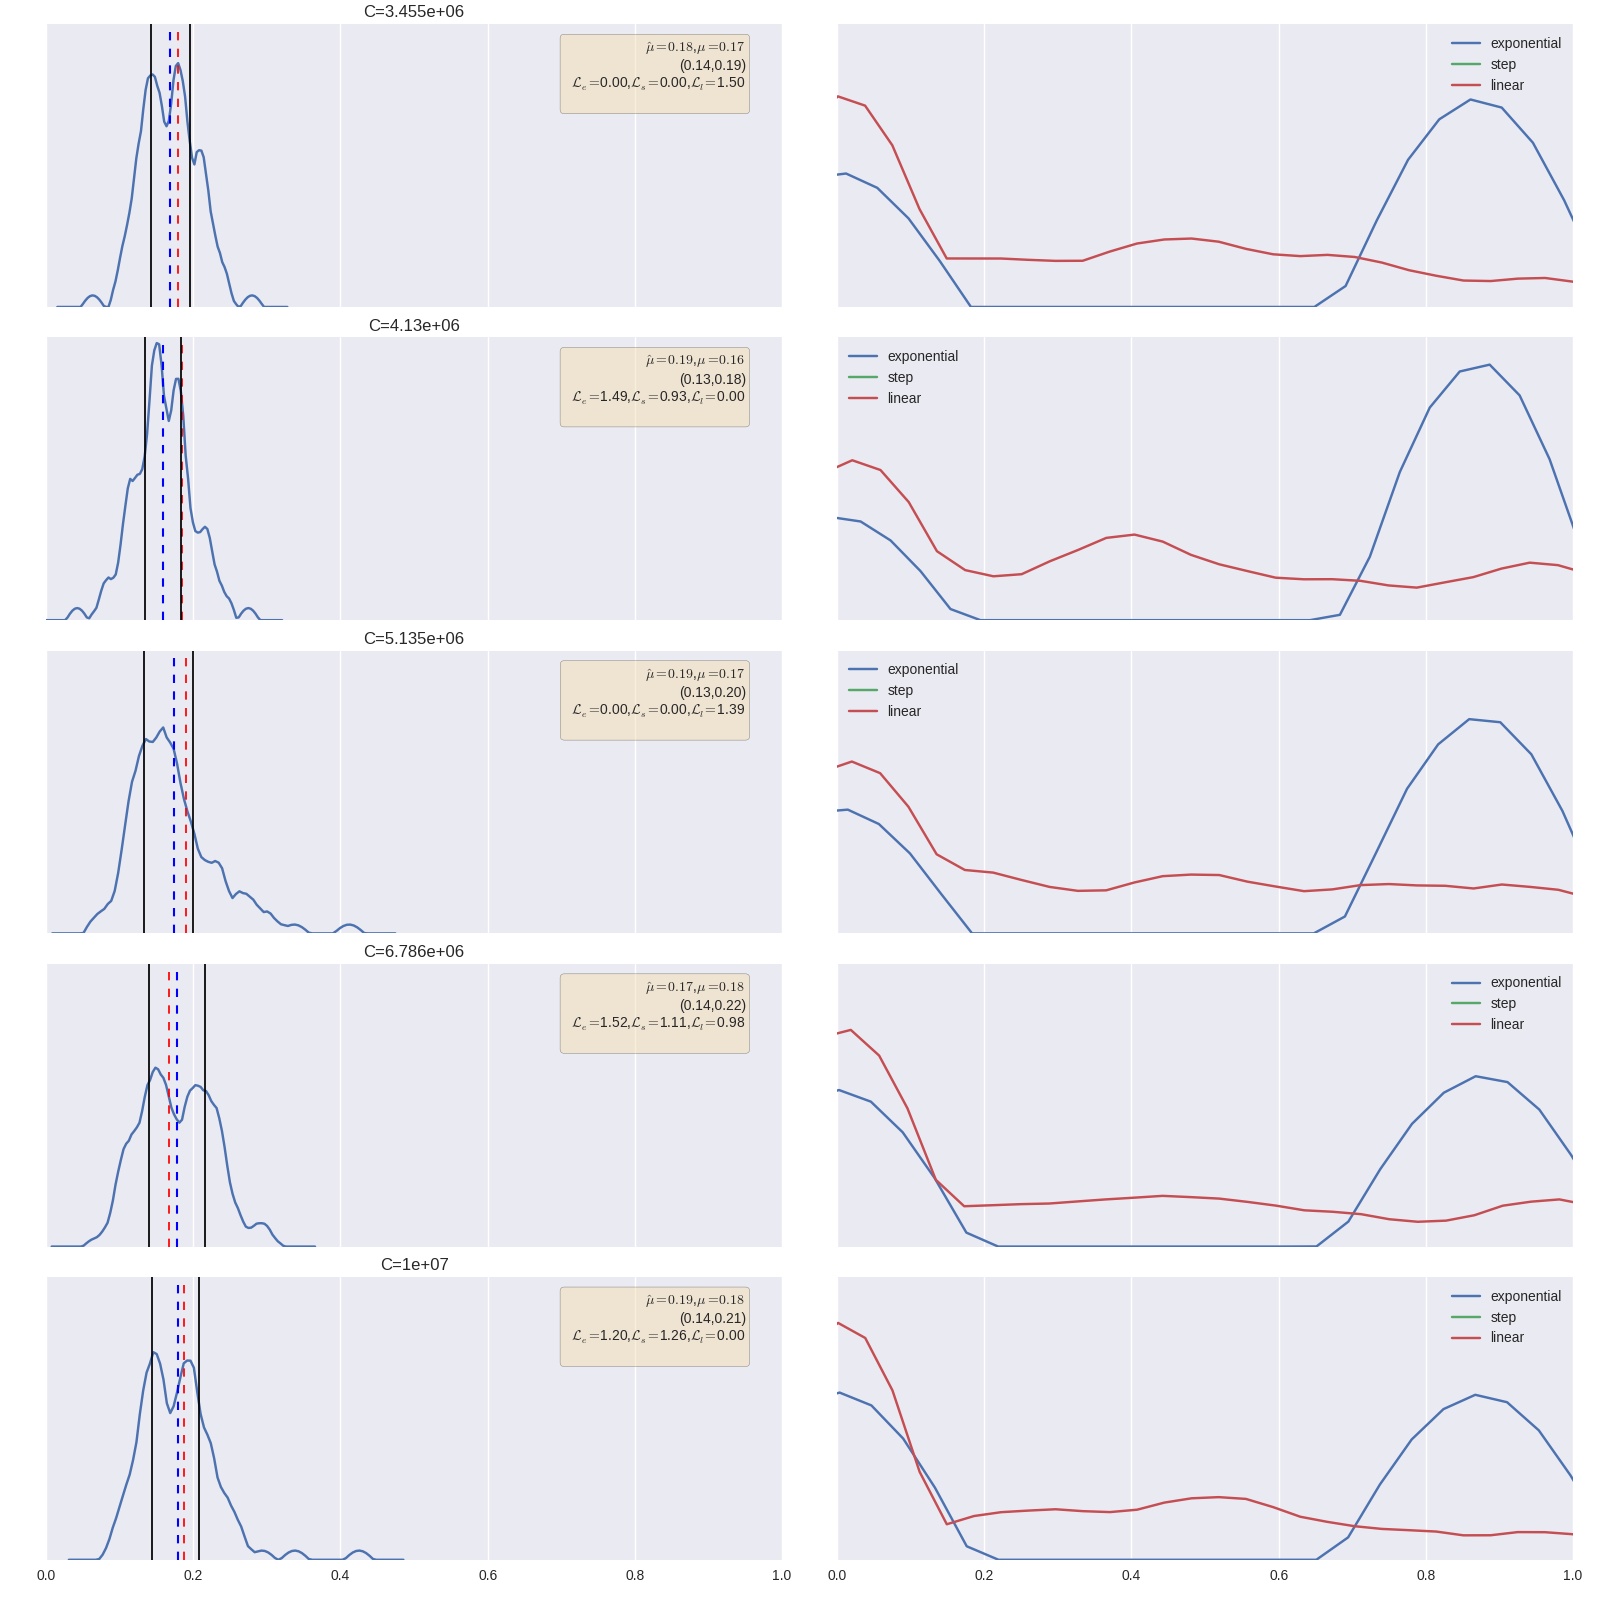 C=3.455e+06
μ̂=0.18,μ=0.17
(0.14,0.19)
ℒₑ=0.00,ℒₛ=0.00,ℒₗ=1.50
exponential
step
linear
C=4.13e+06
μ̂=0.19,μ=0.16
(0.13,0.18)
ℒₑ=1.49,ℒₛ=0.93,ℒₗ=0.00
exponential
step
linear
C=5.135e+06
μ̂=0.19,μ=0.17
(0.13,0.20)
ℒₑ=0.00,ℒₛ=0.00,ℒₗ=1.39
exponential
step
linear
C=6.786e+06
μ̂=0.17,μ=0.18
(0.14,0.22)
ℒₑ=1.52,ℒₛ=1.11,ℒₗ=0.98
exponential
step
linear
C=1e+07
μ̂=0.19,μ=0.18
(0.14,0.21)
ℒₑ=1.20,ℒₛ=1.26,ℒₗ=0.00
exponential
step
linear
0.0 0.2 0.4 0.6 0.8 1.0
0.0 0.2 0.4 0.6 0.8 1.0